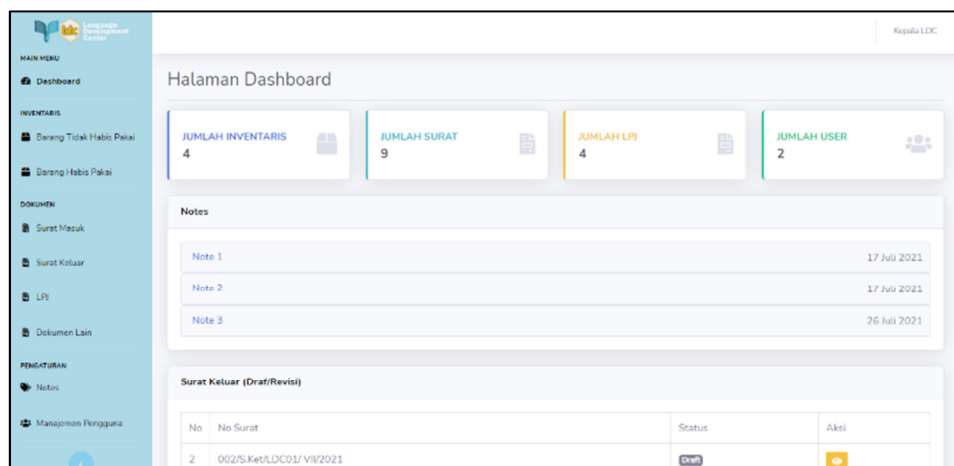 Language
Development
Center
Kepala LDC
MAIN MENU
Dashboard
INVENTARIS
Barang Tidak Habis Pakai
Barang Habis Pakai
DOKUMEN
Surat Masuk
Surat Keluar
LPJ
Dokumen Lain
PENGATURAN
Notes
Manajemen Pengguna
Halaman Dashboard
JUMLAH INVENTARIS
4
JUMLAH SURAT
9
JUMLAH LPJ
4
JUMLAH USER
2
Notes
Note 1 17 Juli 2021
Note 2 17 Juli 2021
Note 3 26 Juli 2021
Surat Keluar (Draf/Revisi)
No No Surat Status Aksi
2 002/S.Ket/LDC01/ VII/2021 Draft